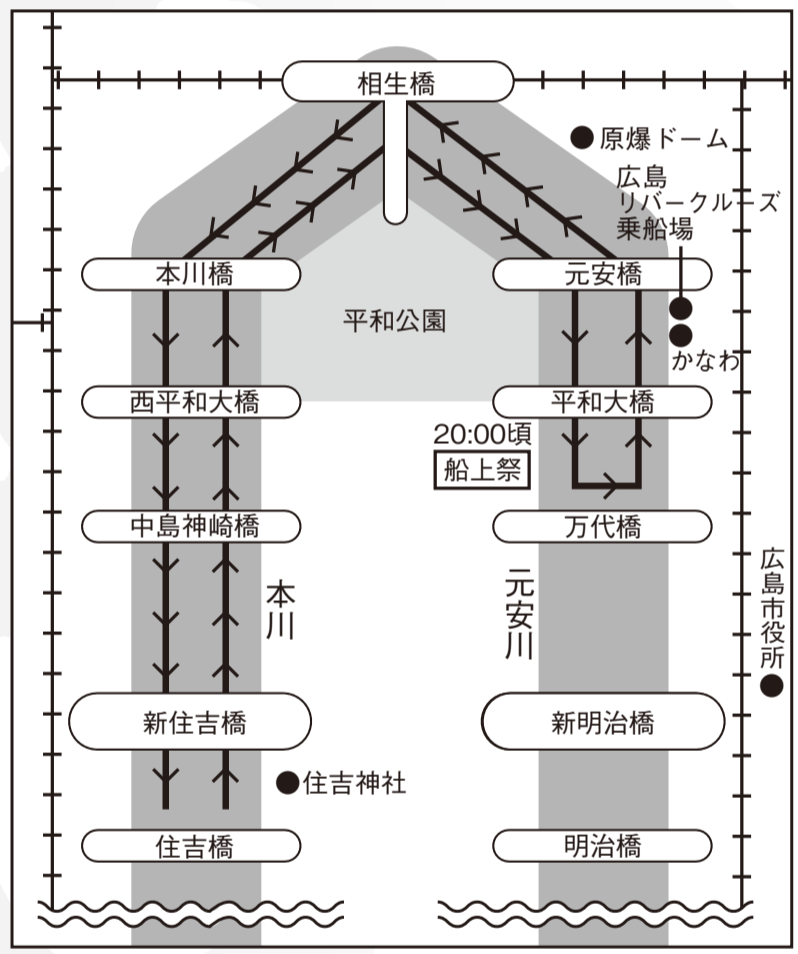 相生橋
原爆ドーム
広島
リバークルーズ
乗船場
本川橋
元安橋
平和公園
かなわ
西平和大橋
平和大橋
20:00頃
船上祭
中島神崎橋
万代橋
本川
元安川
広島市役所
新住吉橋
新明治橋
住吉神社
住吉橋
明治橋